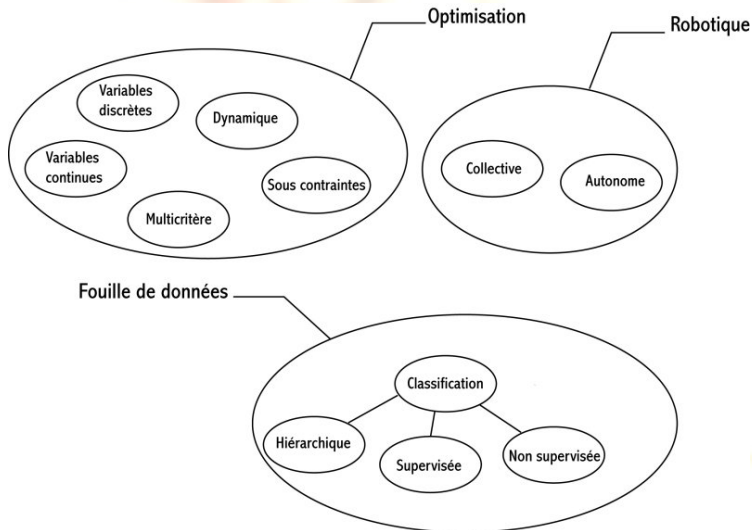 Optimisation
Robotique
Variables
discrètes
Dynamique
Variables
continues
Sous contraintes
Multicritère
Collective
Autonome
Fouille de données
Classification
Hiérarchique
Supervisée
Non supervisée